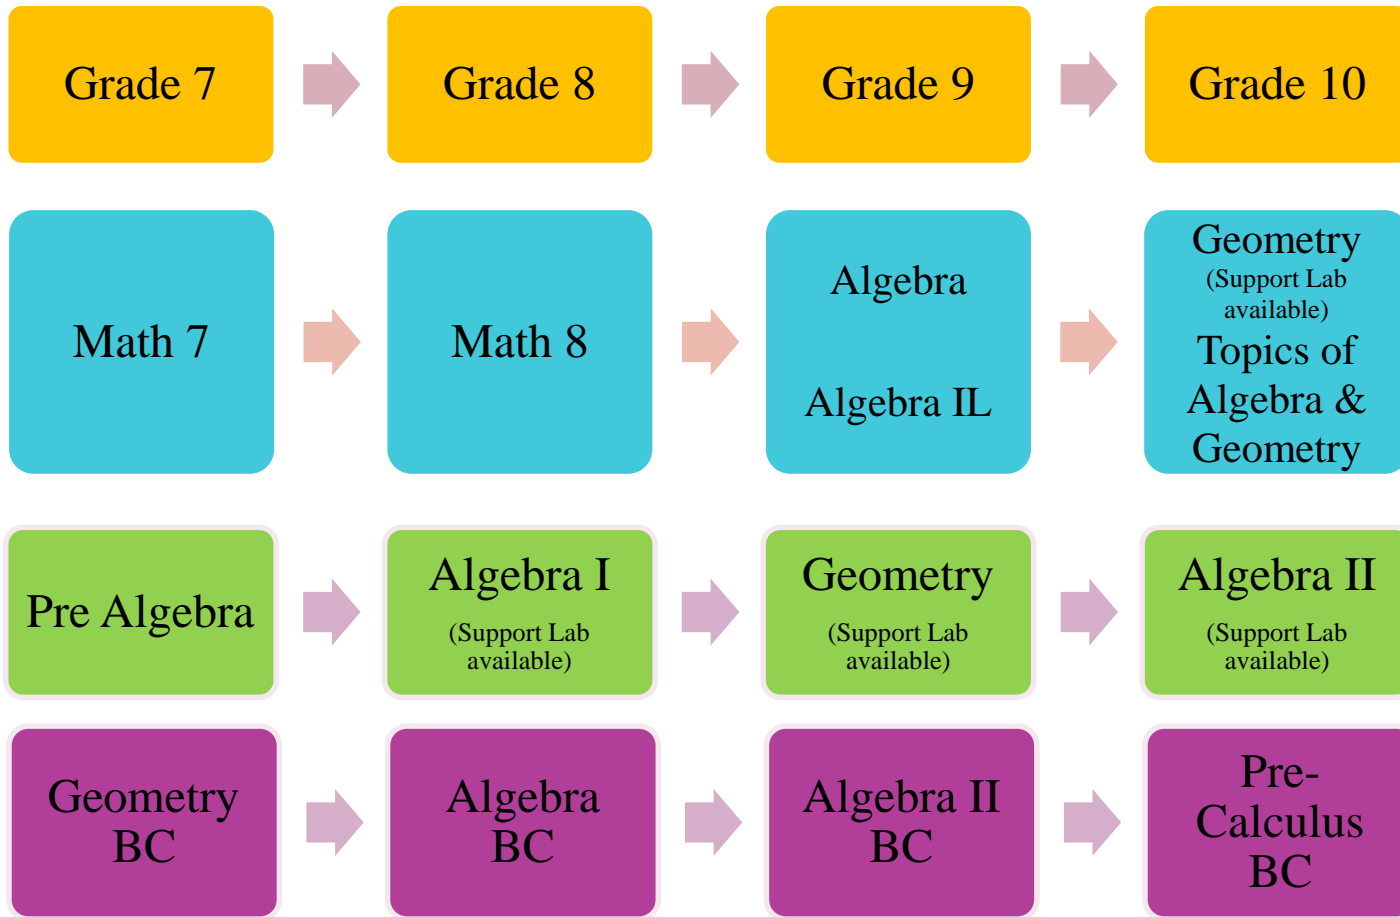 Grade 7
Grade 8
Grade 9
Grade 10
Math 7
Math 8
Algebra
Algebra IL
Geometry
(Support Lab
available)
Topics of
Algebra &
Geometry
Pre Algebra
Algebra I
(Support Lab
available)
Geometry
(Support Lab
available)
Algebra II
(Support Lab
available)
Geometry
BC
Algebra
BC
Algebra II
BC
Pre-
Calculus
BC